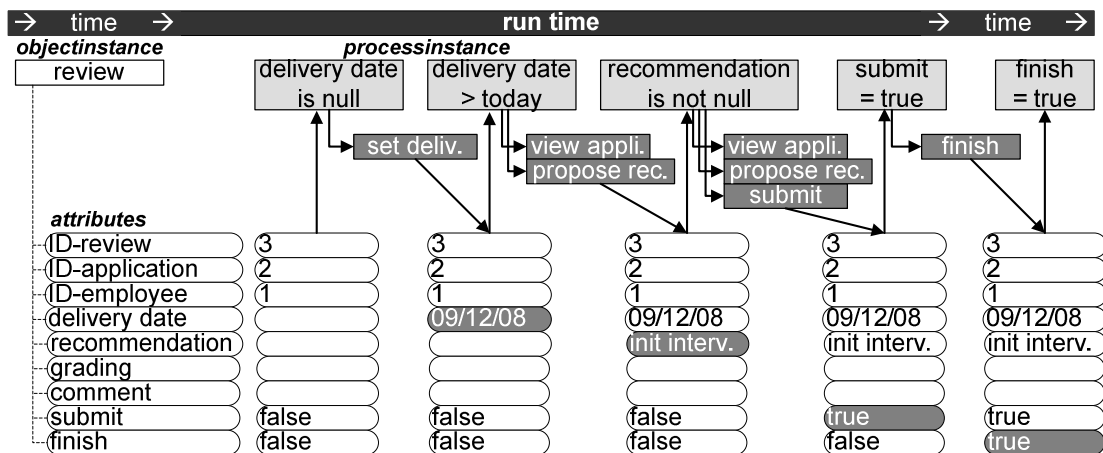 → time → run time → time →
objectinstance processinstance
review
delivery date is null
delivery date > today
recommendation is not null
submit = true
finish = true
set deliv.
view appli.
propose rec.
view appli.
propose rec.
submit
finish
attributes
ID-review 3 3 3 3 3
ID-application 2 2 2 2 2
ID-employee 1 1 1 1 1
delivery date 09/12/08 09/12/08 09/12/08 09/12/08
recommendation init interv. init interv. init interv.
grading
comment
submit false false false true true
finish false false false false true